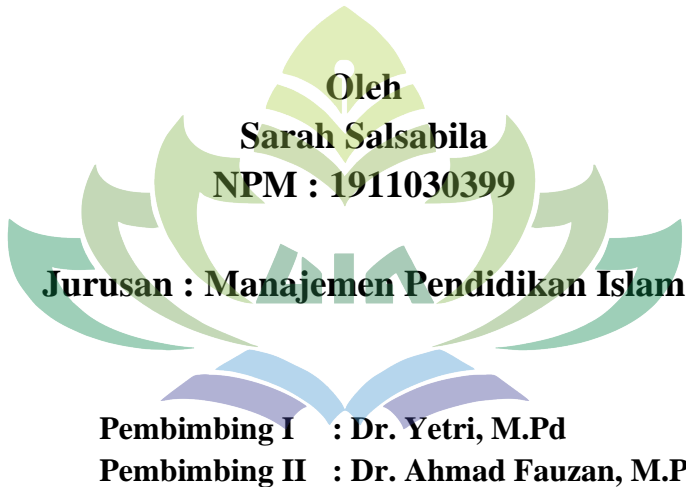 Oleh
Sarah Salsabila
NPM : 1911030399
Jurusan : Manajemen Pendidikan Islam
Pembimbing I : Dr. Yetri, M.Pd
Pembimbing II : Dr. Ahmad Fauzan, M.P